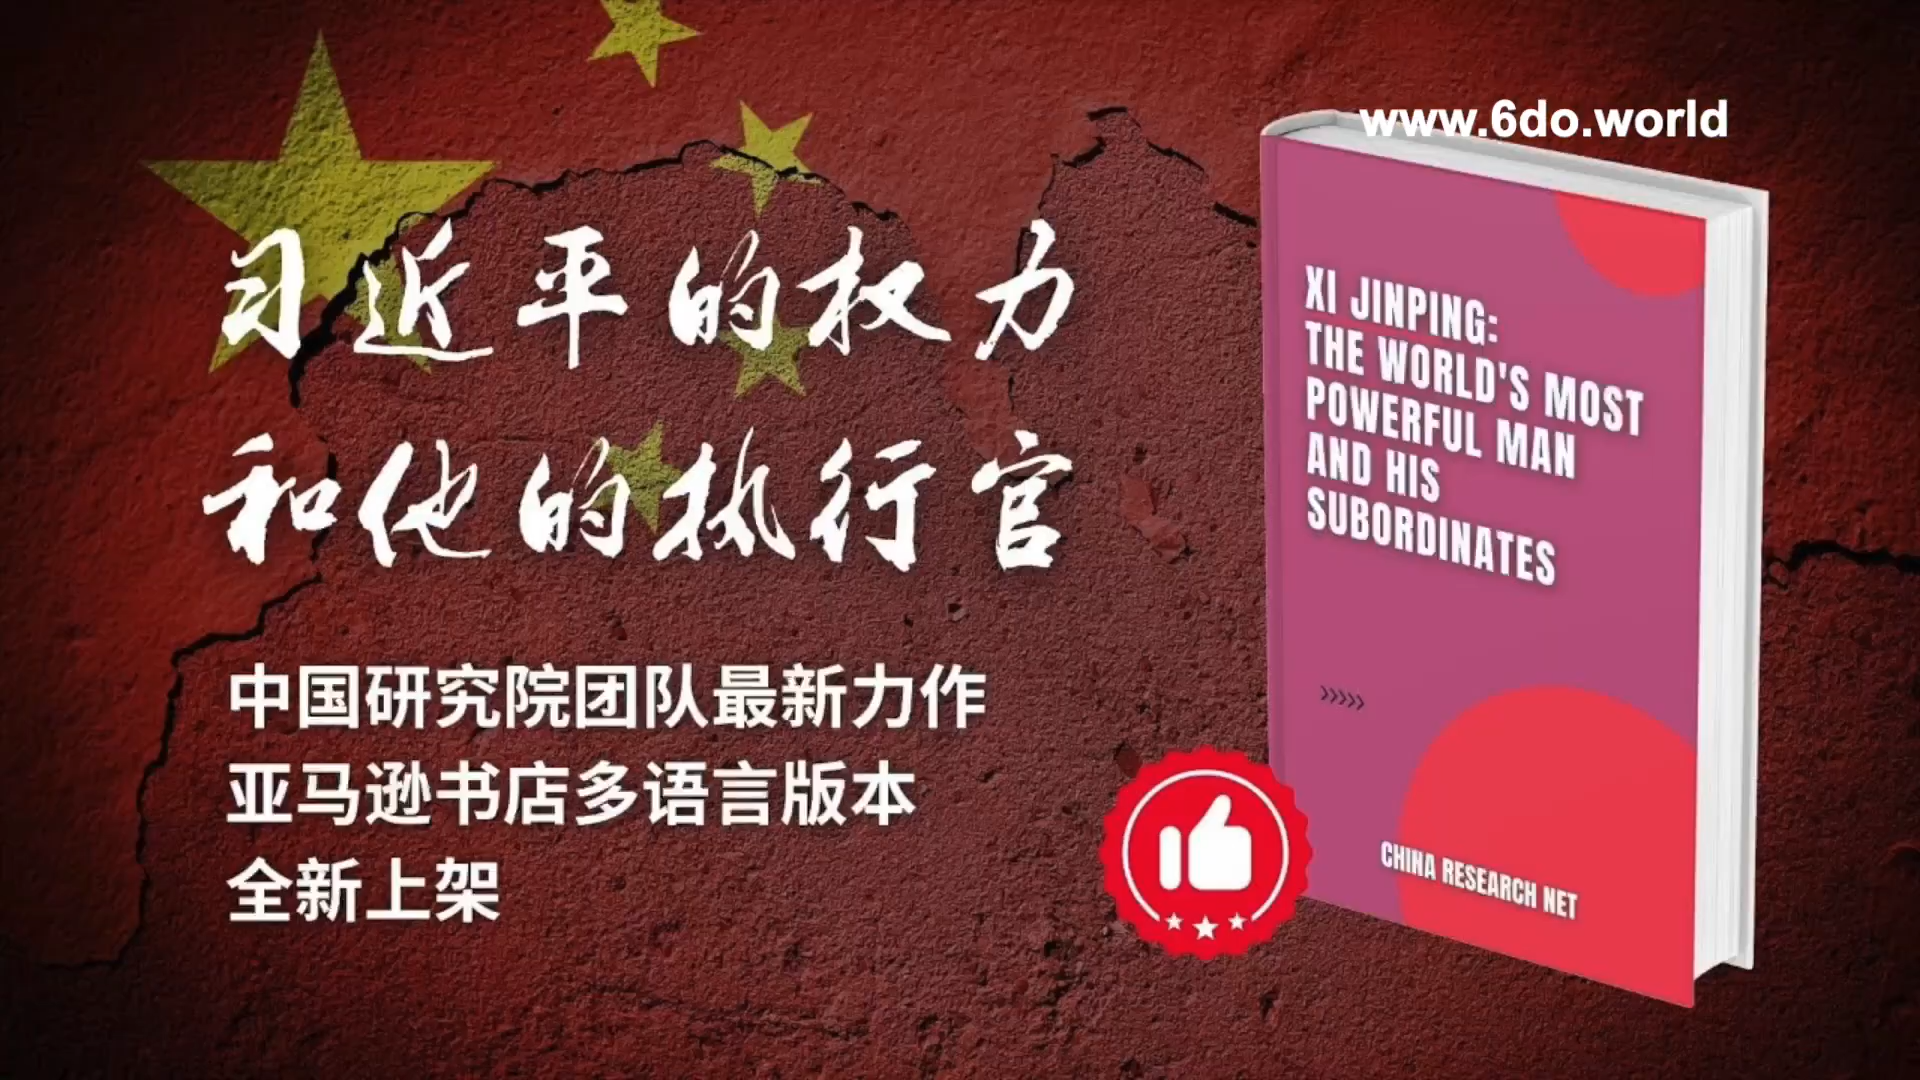 www.6do.world
习近平的权力
和他的执行官
中国研究院团队最新力作
亚马逊书店多语言版本
全新上架
XI JINPING:
THE WORLD'S MOST
POWERFUL MAN
AND HIS
SUBORDINATES
CHINA RESEARCH NET